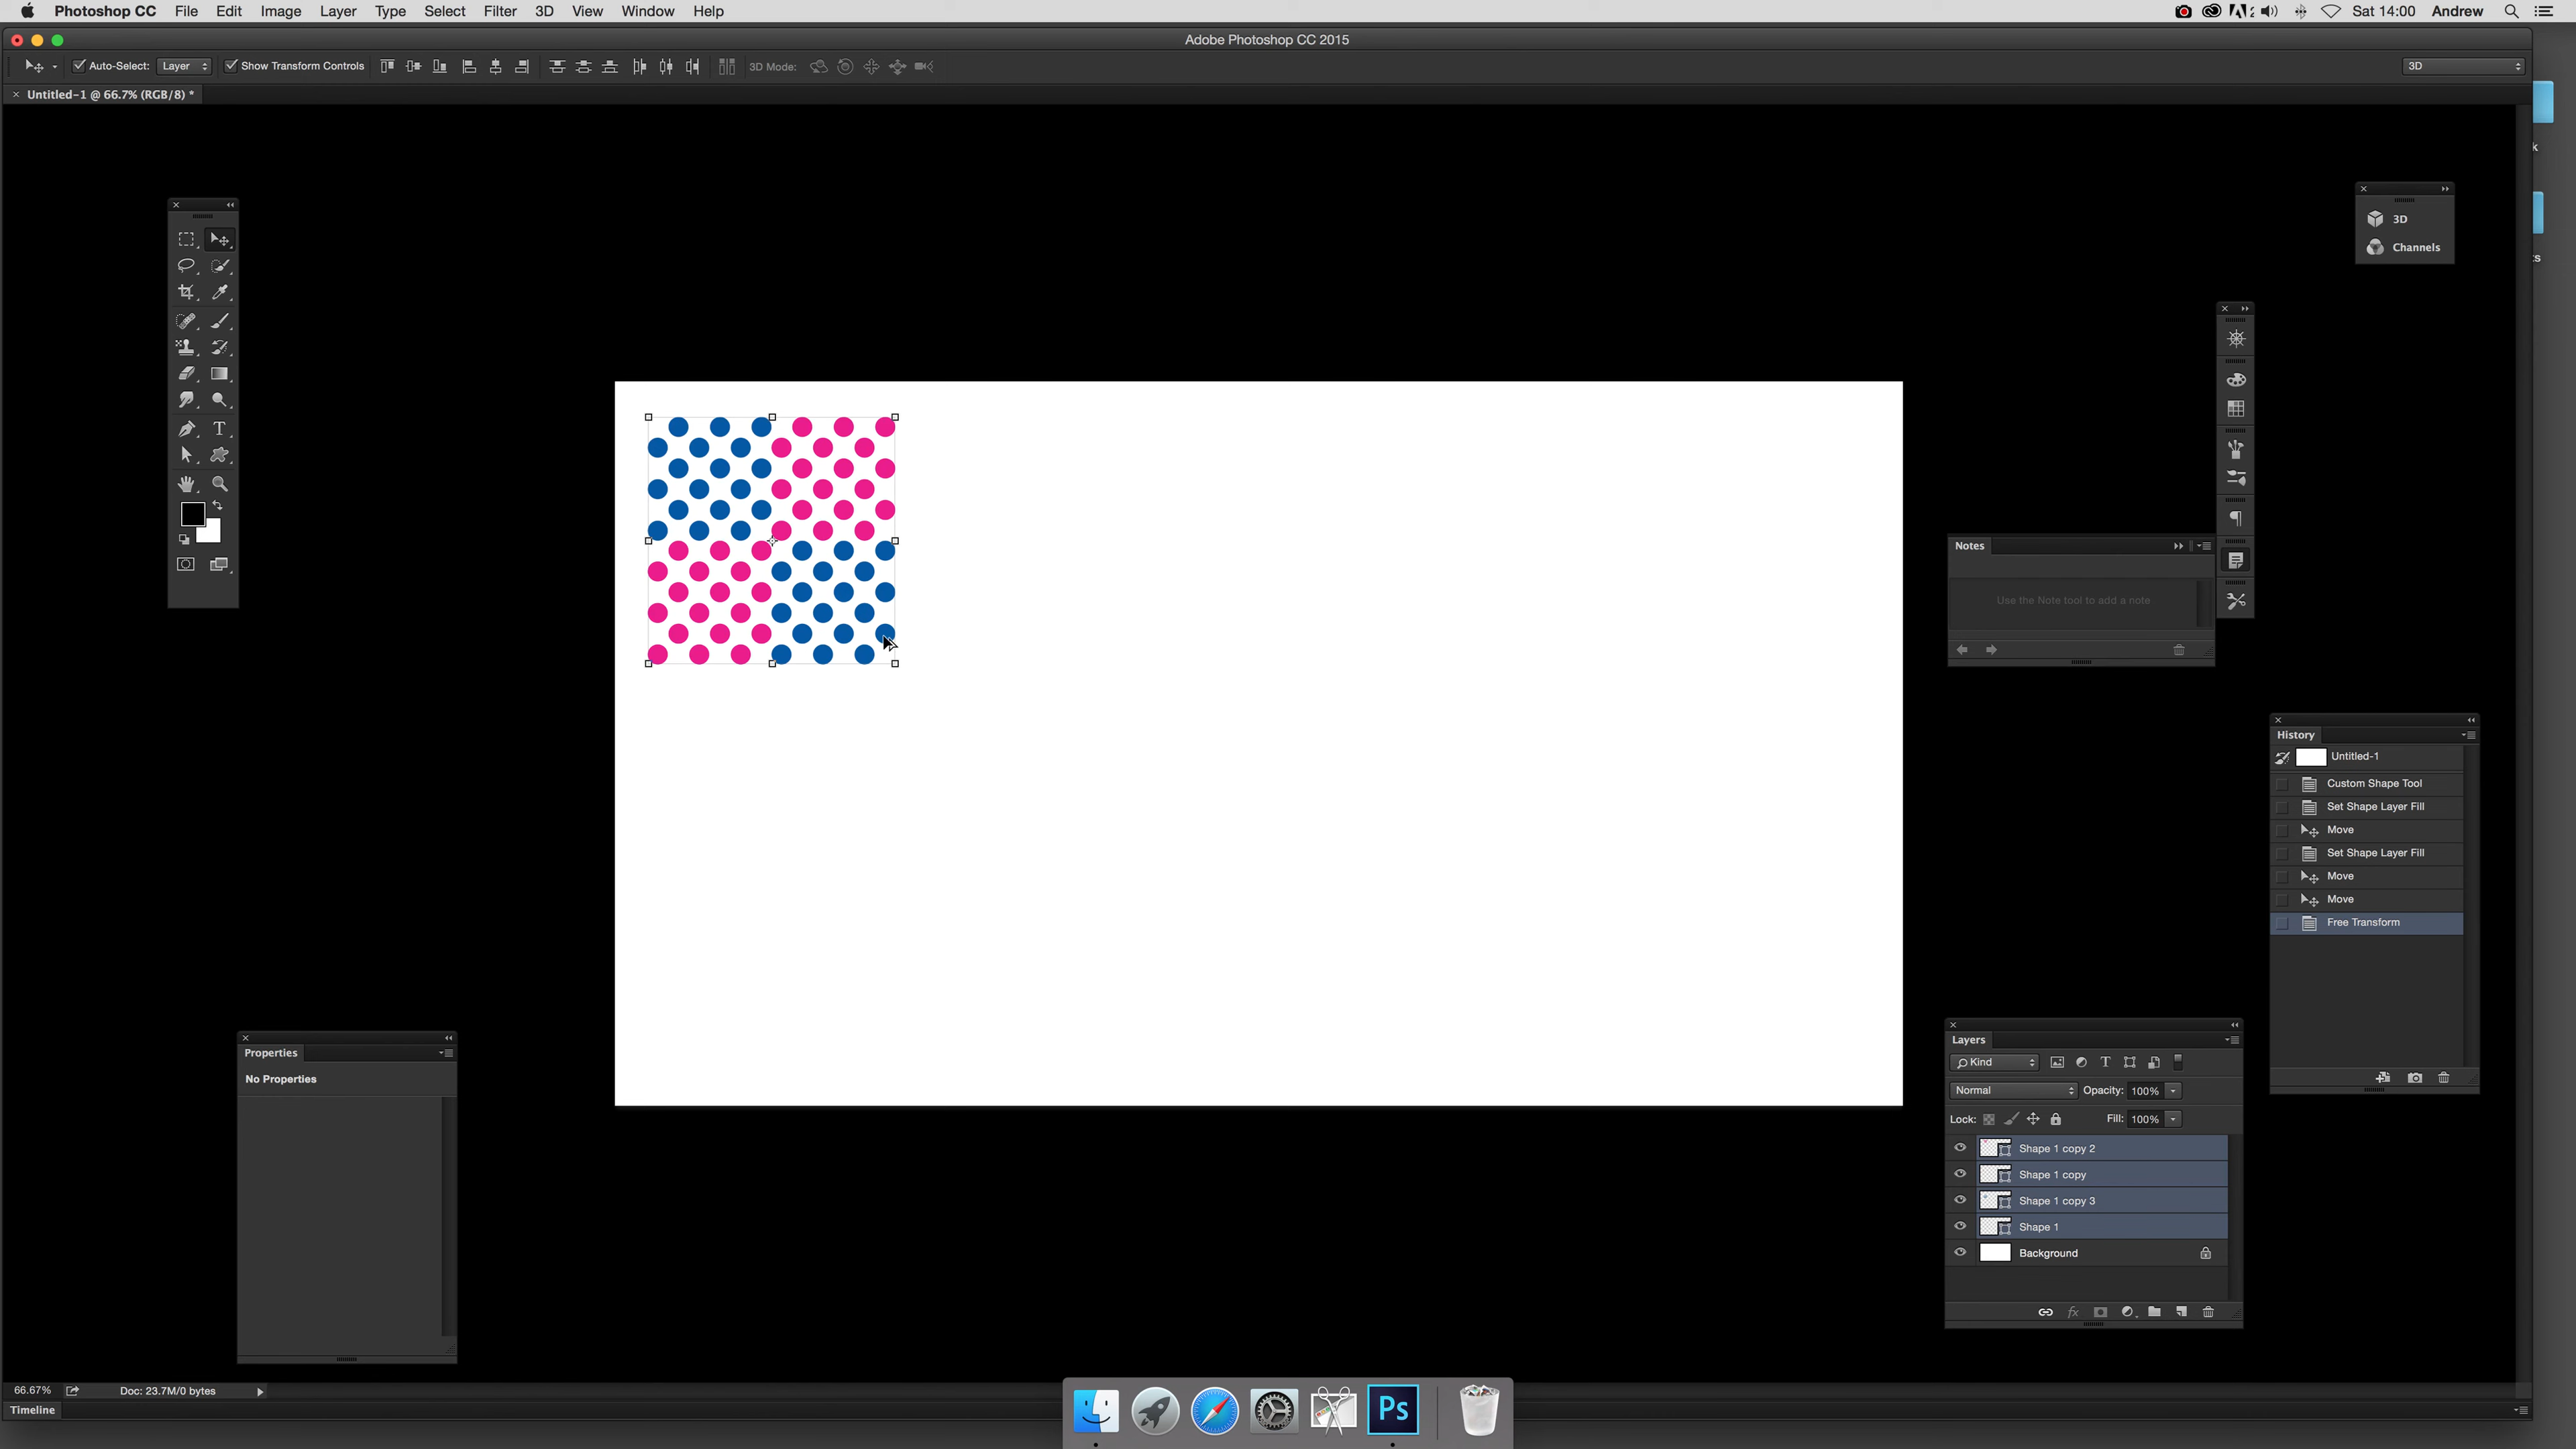 Photoshop CC File Edit Image Layer Type Select Filter 3D View Window Help Sat 14:00 Andrew
Adobe Photoshop CC 2015
Auto-Select: Layer Show Transform Controls 3D Mode: 3D
Untitled-1 @ 66.7% (RGB/8) *
k
3D
Channels
ts
Notes
Use the Note tool to add a note
History
Untitled-1
Custom Shape Tool
Set Shape Layer Fill
Move
Set Shape Layer Fill
Move
Move
Free Transform
Properties
No Properties
Layers
Kind
Normal Opacity: 100%
Lock: Fill: 100%
Shape 1 copy 2
Shape 1 copy
Shape 1 copy 3
Shape 1
Background
66.67% Doc: 23.7M/0 bytes
Timeline
Ps